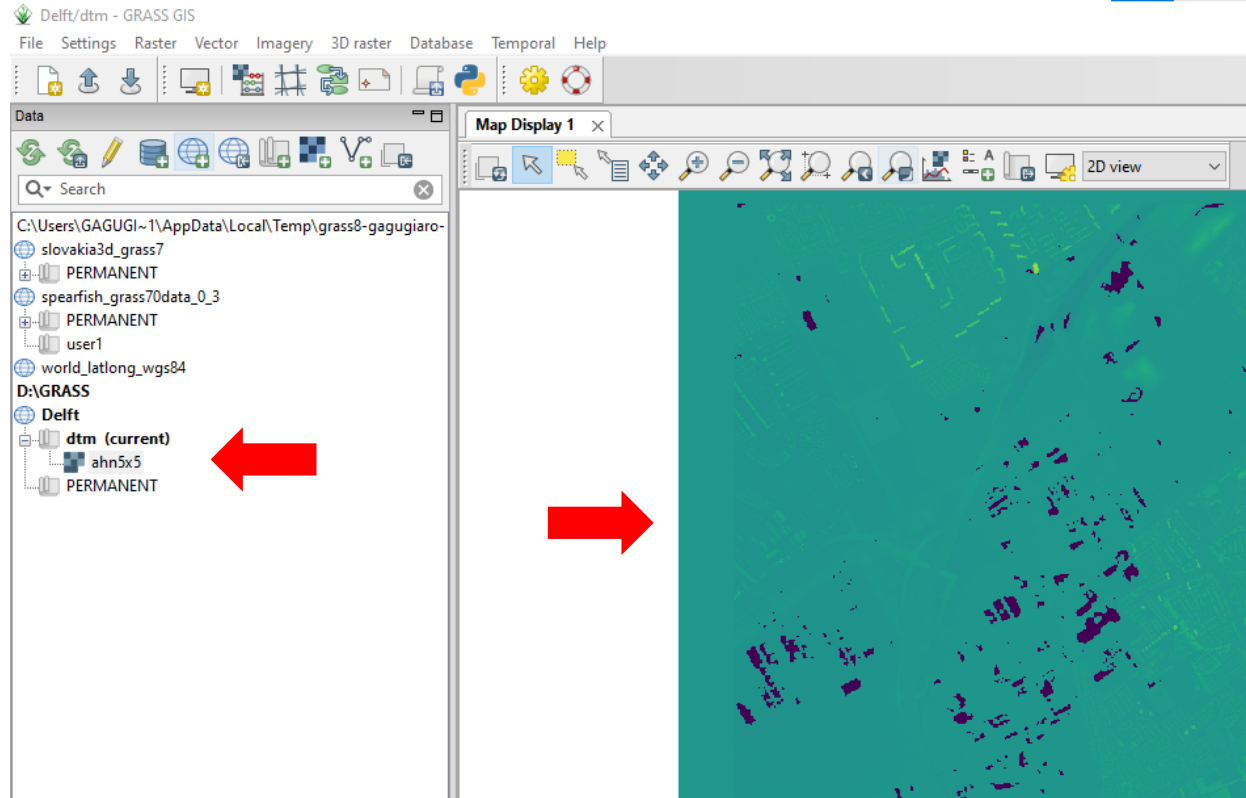 Delft/dtm - GRASS GIS
File Settings Raster Vector Imagery 3D raster Database Temporal Help
Data
Search
C:\Users\GAGUGI~1\AppData\Local\Temp\grass8-gagugiaro-
slovakia3d_grass7
PERMANENT
spearfish_grass70data_0_3
PERMANENT
user1
world_latlong_wgs84
D:\GRASS
Delft
dtm (current)
ahn5x5
PERMANENT
Map Display 1
2D view